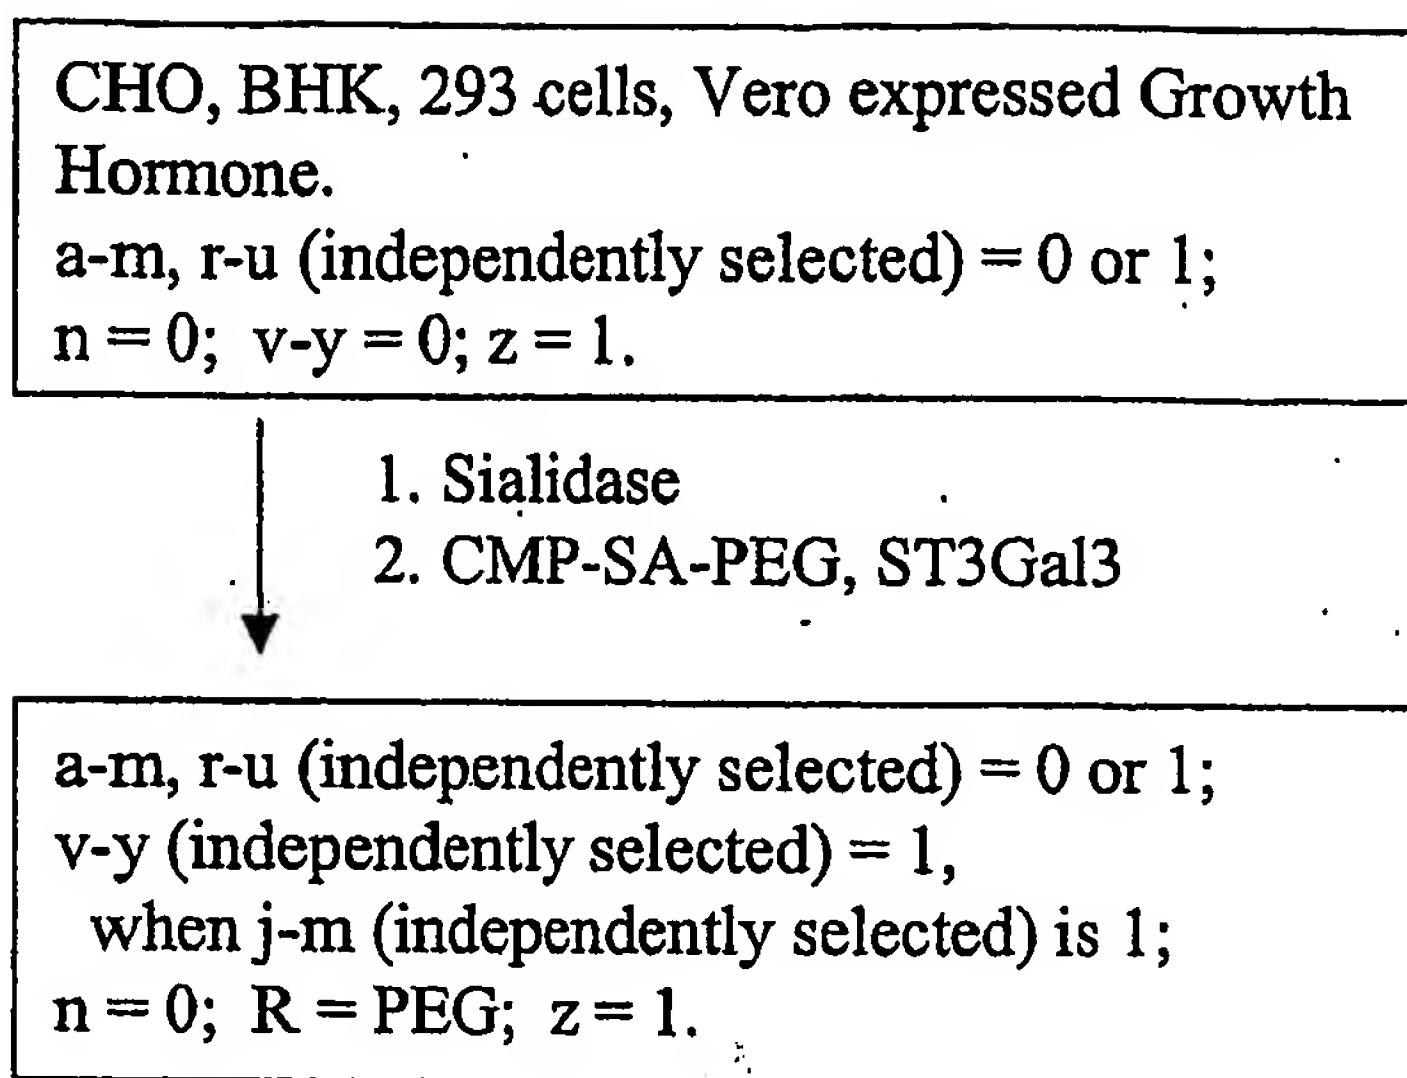 CHO, BHK, 293 cells, Vero expressed Growth
Hormone.
a-m, r-u (independently selected) = 0 or 1;
n = 0; v-y = 0; z = 1.
1. Sialidase
2. CMP-SA-PEG, ST3Gal3
a-m, r-u (independently selected) = 0 or 1;
v-y (independently selected) = 1,
when j-m (independently selected) is 1;
n = 0; R = PEG; z = 1.